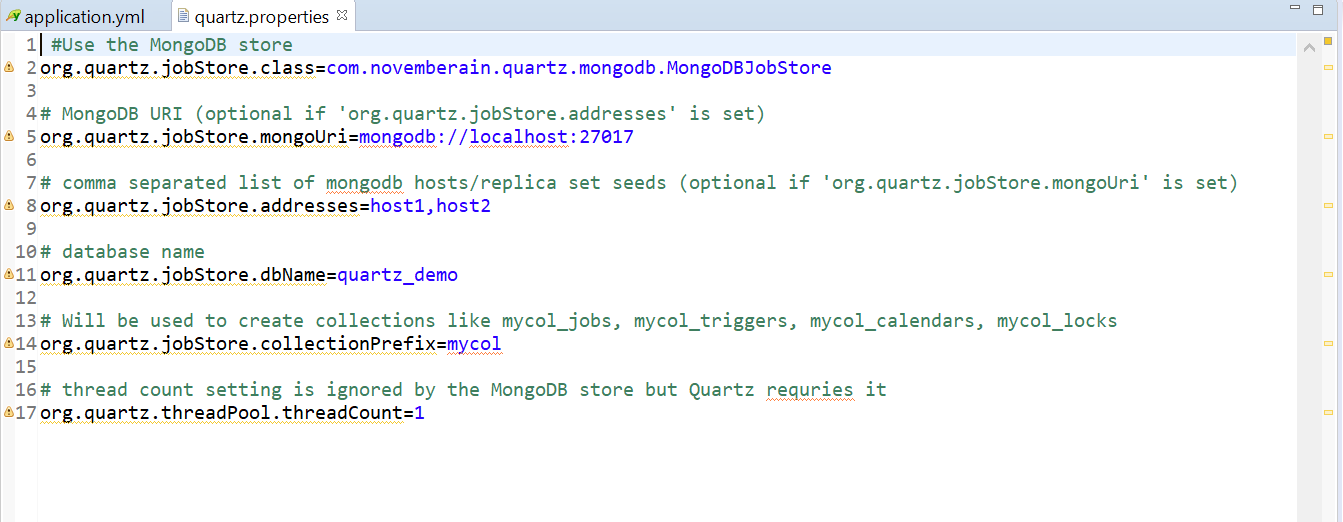 application.yml quartz.properties
1 #Use the MongoDB store
2 org.quartz.jobStore.class=com.novemberain.quartz.mongodb.MongoDBJobStore
3
4 # MongoDB URI (optional if 'org.quartz.jobStore.addresses' is set)
5 org.quartz.jobStore.mongoUri=mongodb://localhost:27017
6
7 # comma separated list of mongodb hosts/replica set seeds (optional if 'org.quartz.jobStore.mongoUri' is set)
8 org.quartz.jobStore.addresses=host1,host2
9
10 # database name
11 org.quartz.jobStore.dbName=quartz_demo
12
13 # Will be used to create collections like mycol_jobs, mycol_triggers, mycol_calendars, mycol_locks
14 org.quartz.jobStore.collectionPrefix=mycol
15
16 # thread count setting is ignored by the MongoDB store but Quartz requries it
17 org.quartz.threadPool.threadCount=1